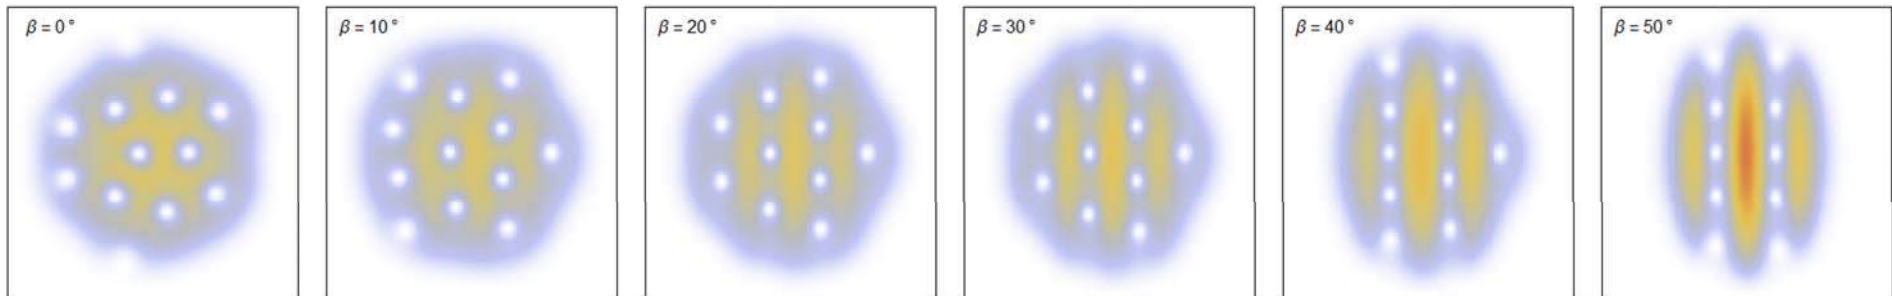 β = 0 °
β = 10 °
β = 20 °
β = 30 °
β = 40 °
β = 50 °